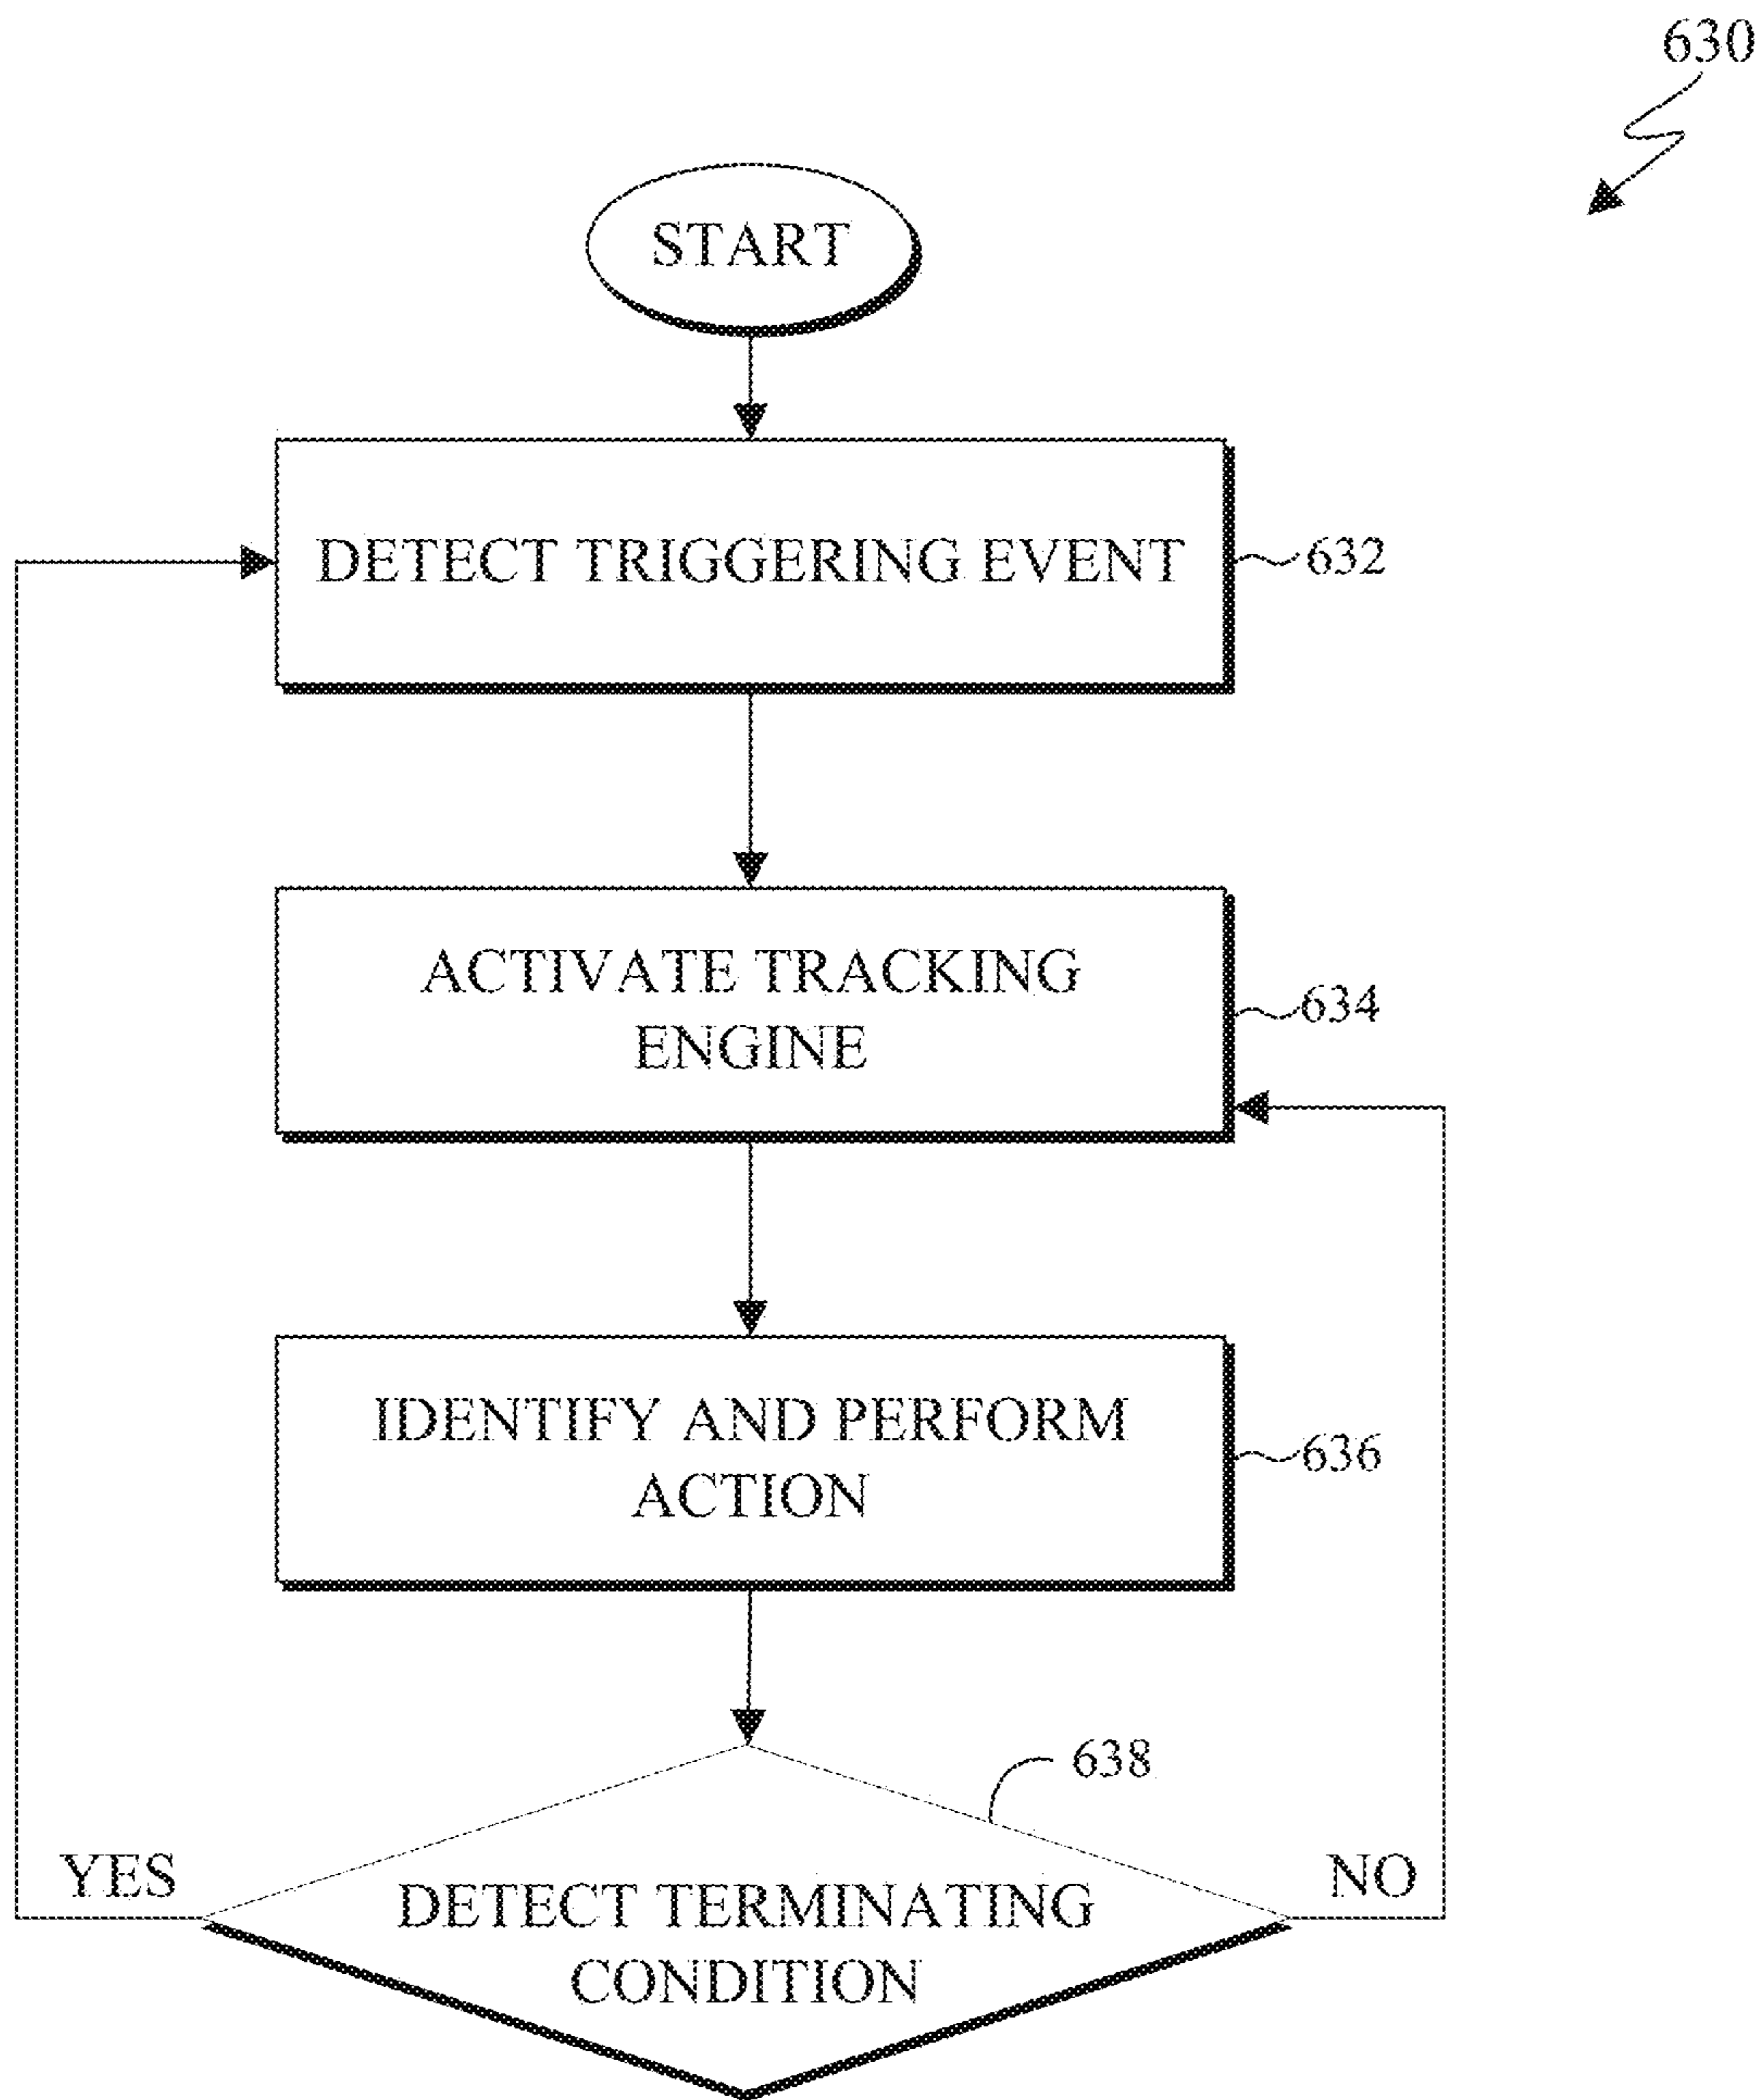 630
START
DETECT TRIGGERING EVENT
632
ACTIVATE TRACKING
ENGINE
634
IDENTIFY AND PERFORM
ACTION
636
638
YES
NO
DETECT TERMINATING
CONDITION